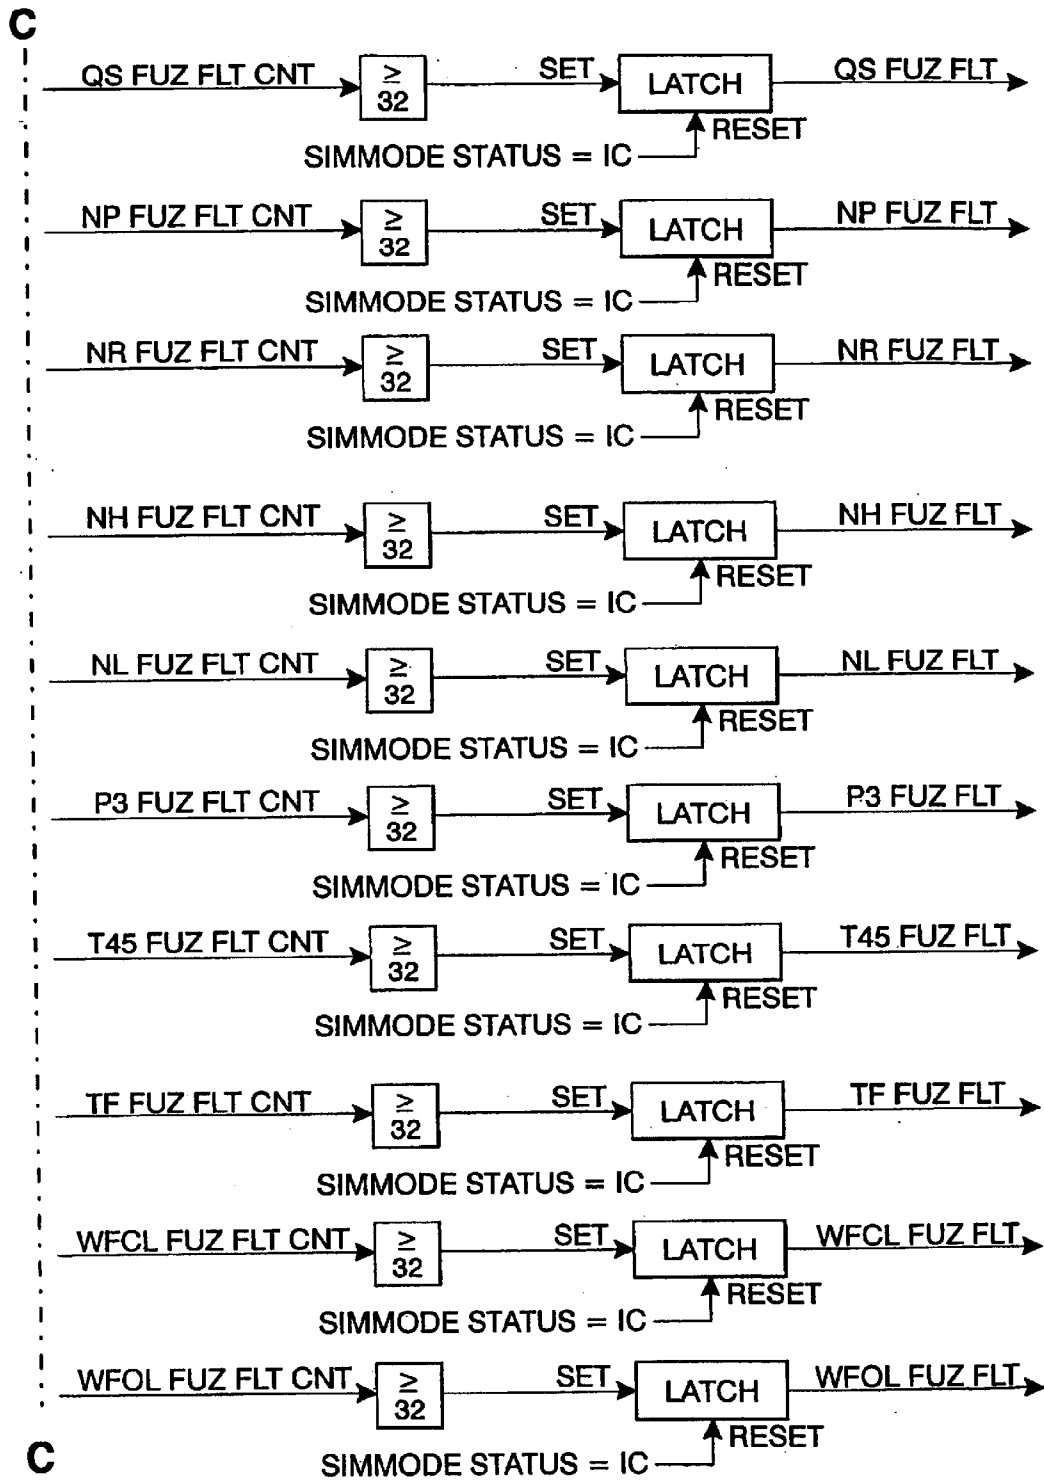 C
QS FUZ FLT CNT ≥ 32 SET LATCH QS FUZ FLT
RESET
SIMMODE STATUS = IC
NP FUZ FLT CNT ≥ 32 SET LATCH NP FUZ FLT
RESET
SIMMODE STATUS = IC
NR FUZ FLT CNT ≥ 32 SET LATCH NR FUZ FLT
RESET
SIMMODE STATUS = IC
NH FUZ FLT CNT ≥ 32 SET LATCH NH FUZ FLT
RESET
SIMMODE STATUS = IC
NL FUZ FLT CNT ≥ 32 SET LATCH NL FUZ FLT
RESET
SIMMODE STATUS = IC
P3 FUZ FLT CNT ≥ 32 SET LATCH P3 FUZ FLT
RESET
SIMMODE STATUS = IC
T45 FUZ FLT CNT ≥ 32 SET LATCH T45 FUZ FLT
RESET
SIMMODE STATUS = IC
TF FUZ FLT CNT ≥ 32 SET LATCH TF FUZ FLT
RESET
SIMMODE STATUS = IC
WFCL FUZ FLT CNT ≥ 32 SET LATCH WFCL FUZ FLT
RESET
SIMMODE STATUS = IC
WFOL FUZ FLT CNT ≥ 32 SET LATCH WFOL FUZ FLT
RESET
SIMMODE STATUS = IC
C